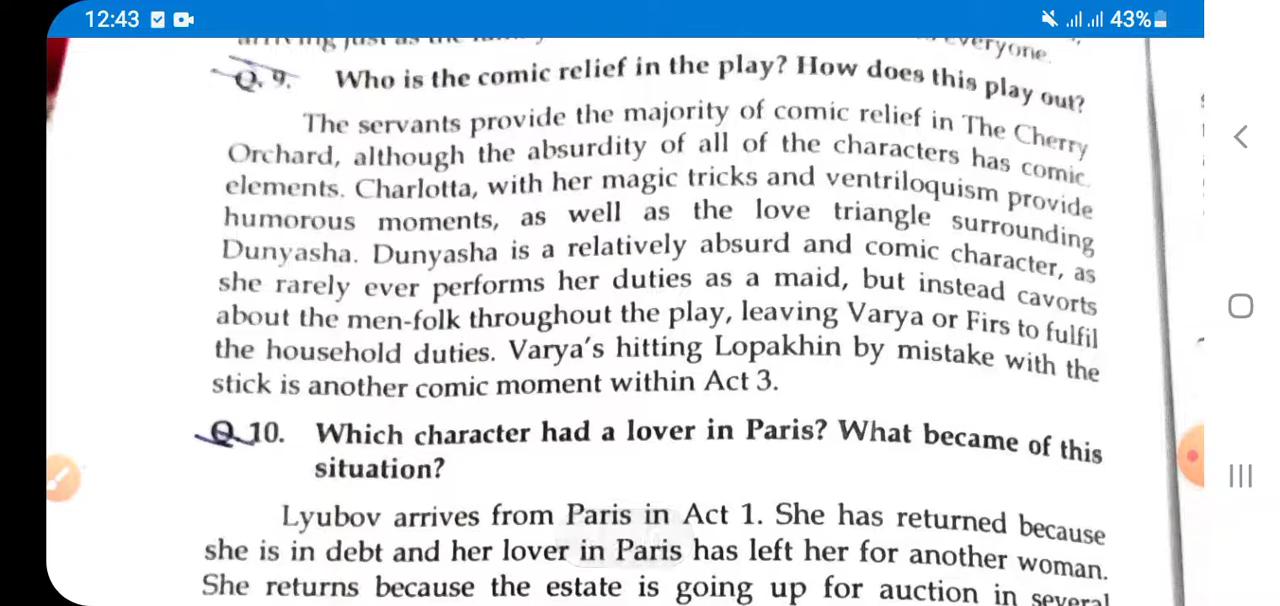 12:43
43%
everyone.
Q. 9. Who is the comic relief in the play? How does this play out?
The servants provide the majority of comic relief in The Cherry
Orchard, although the absurdity of all of the characters has comic
elements. Charlotta, with her magic tricks and ventriloquism provide
humorous moments, as well as the love triangle surrounding
Dunyasha. Dunyasha is a relatively absurd and comic character, as
she rarely ever performs her duties as a maid, but instead cavorts
about the men-folk throughout the play, leaving Varya or Firs to fulfil
the household duties. Varya's hitting Lopakhin by mistake with the
stick is another comic moment within Act 3.
Q 10. Which character had a lover in Paris? What became of this
situation?
Lyubov arrives from Paris in Act 1. She has returned because
she is in debt and her lover in Paris has left her for another woman.
She returns because the estate is going up for auction in several